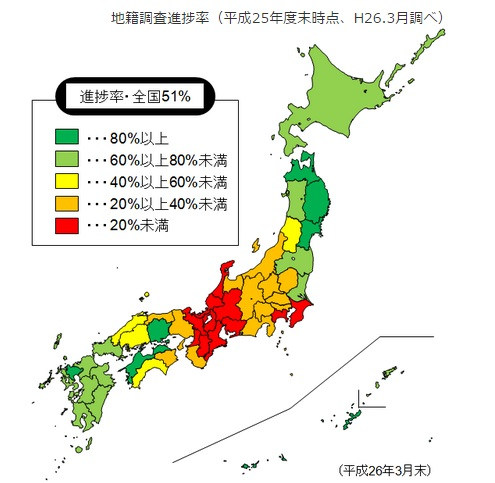 地籍調査進捗率（平成25年度末時点、H26.3月調べ）
進捗率・全国51%
・・・80%以上
・・・60%以上80%未満
・・・40%以上60%未満
・・・20%以上40%未満
・・・20%未満
（平成26年3月末）